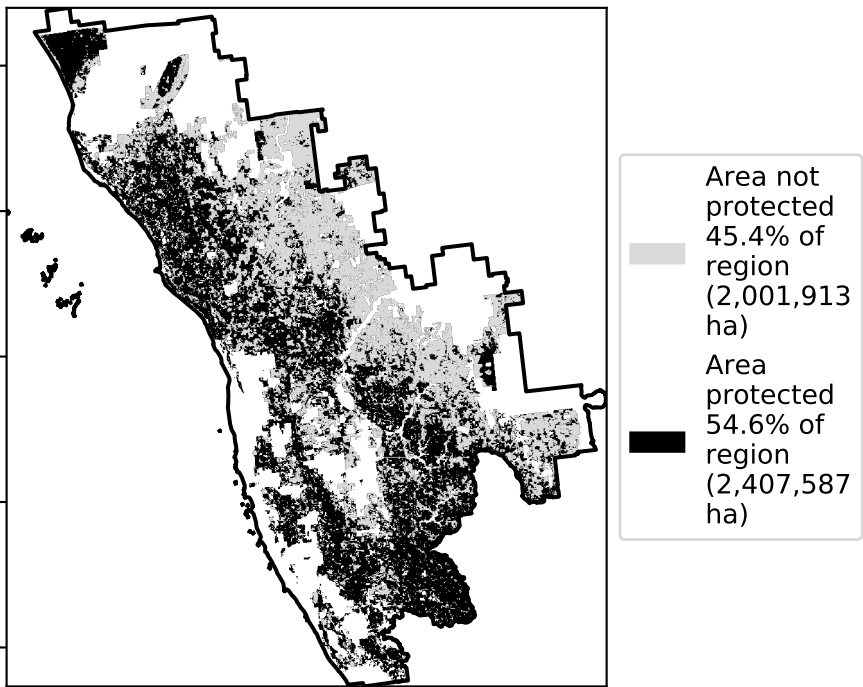 Area not
protected
45.4% of
region
(2,001,913
ha)
Area
protected
54.6% of
region
(2,407,587
ha)